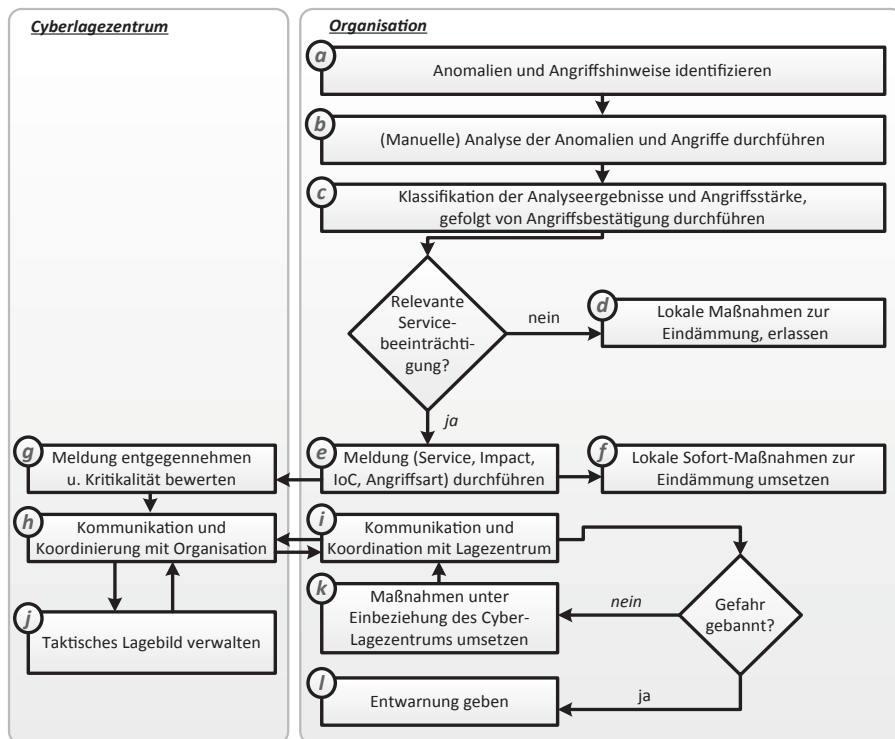 Cyberlagezentrum
Organisation
a
Anomalien und Angriffshinweise identifizieren
b
(Manuelle) Analyse der Anomalien und Angriffe durchführen
c
Klassifikation der Analyseergebnisse und Angriffsstärke,
gefolgt von Angriffsbestätigung durchführen
Relevante
Service-
beeinträchti-
gung?
nein
d
Lokale Maßnahmen zur
Eindämmung, erlassen
ja
g
Meldung entgegennehmen
u. Kritikalität bewerten
e
Meldung (Service, Impact,
IoC, Angriffsart) durchführen
f
Lokale Sofort-Maßnahmen zur
Eindämmung umsetzen
h
Kommunikation und
Koordinierung mit Organisation
i
Kommunikation und
Koordination mit Lagezentrum
j
Taktisches Lagebild verwalten
k
Maßnahmen unter
Einbeziehung des Cyber-
Lagezentrums umsetzen
nein
Gefahr
gebannt?
l
Entwarnung geben
ja